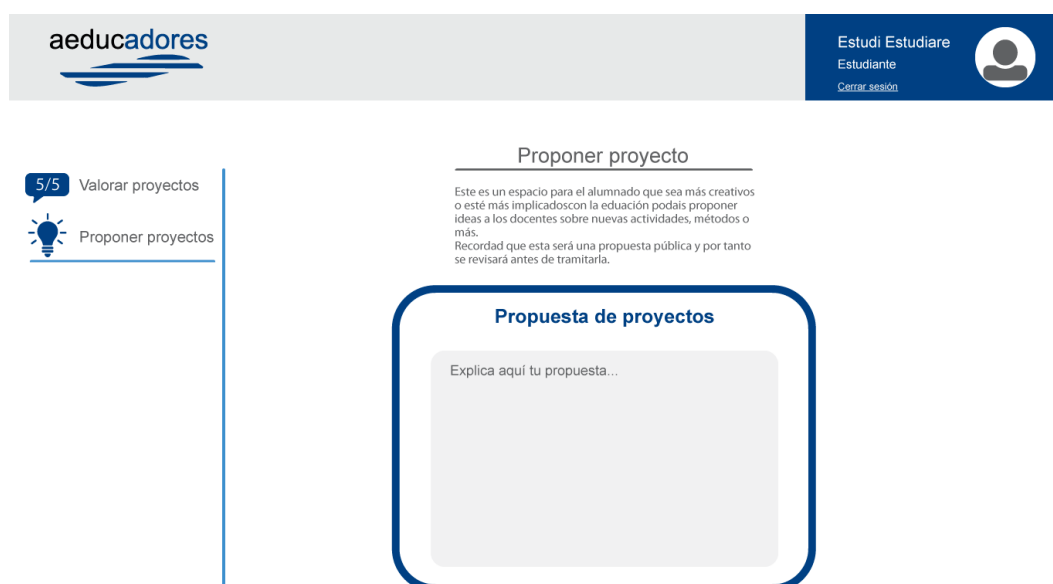 aeducadores
Estudi Estudiare
Estudiante
Cerrar sesión
5/5 Valorar proyectos
Proponer proyectos
Proponer proyecto
Este es un espacio para el alumnado que sea más creativos
o esté más implicadoscon la eduación podais proponer
ideas a los docentes sobre nuevas actividades, métodos o
más.
Recordad que esta será una propuesta pública y por tanto
se revisará antes de tramitarla.
Propuesta de proyectos
Explica aquí tu propuesta...